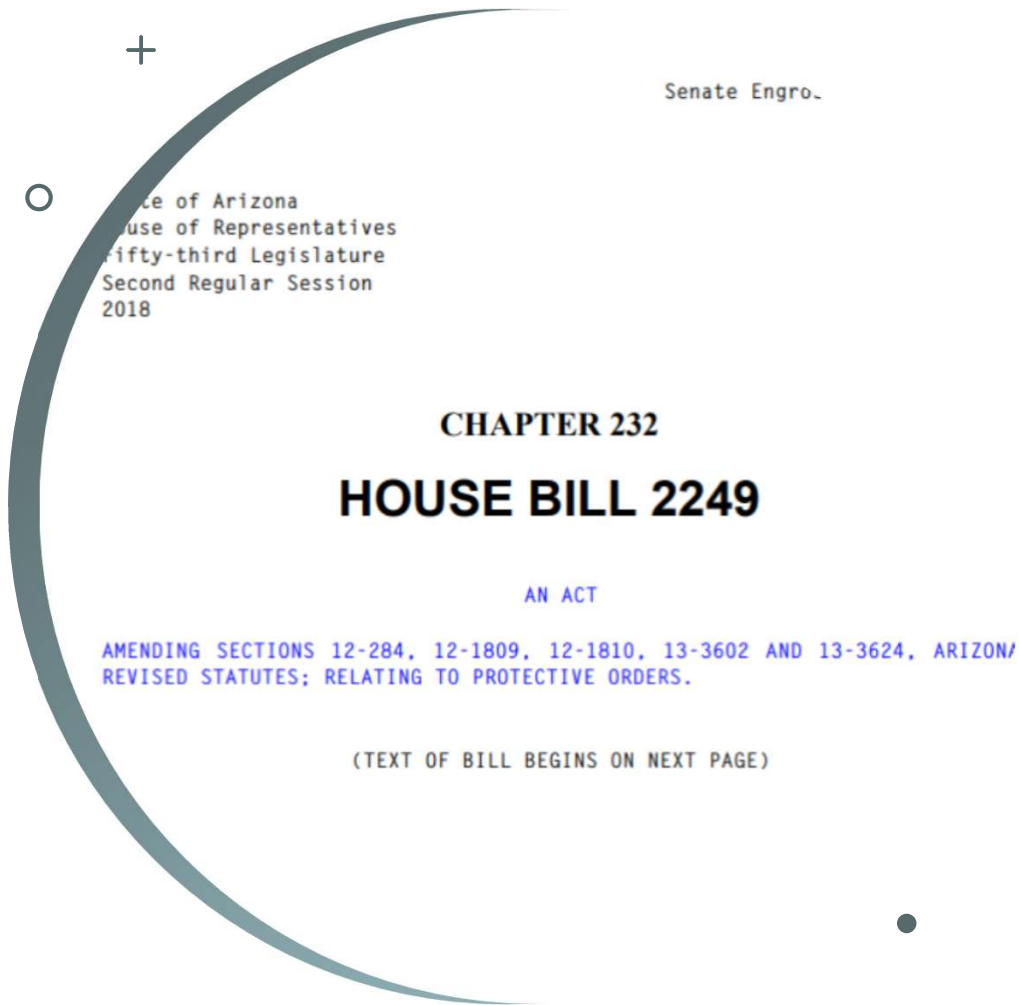 Senate
of Arizona
of Representatives
Legislature
Second Regular Session
2018
CHAPTER 232
HOUSE BILL 2249
AN ACT
AMENDING SECTIONS 12-284, 12-1809, 12-1810, 13-3602 AND 13-3624, ARIZONA
REVISED STATUTES; RELATING TO PROTECTIVE ORDERS.
(TEXT OF BILL BEGINS ON NEXT PAGE)